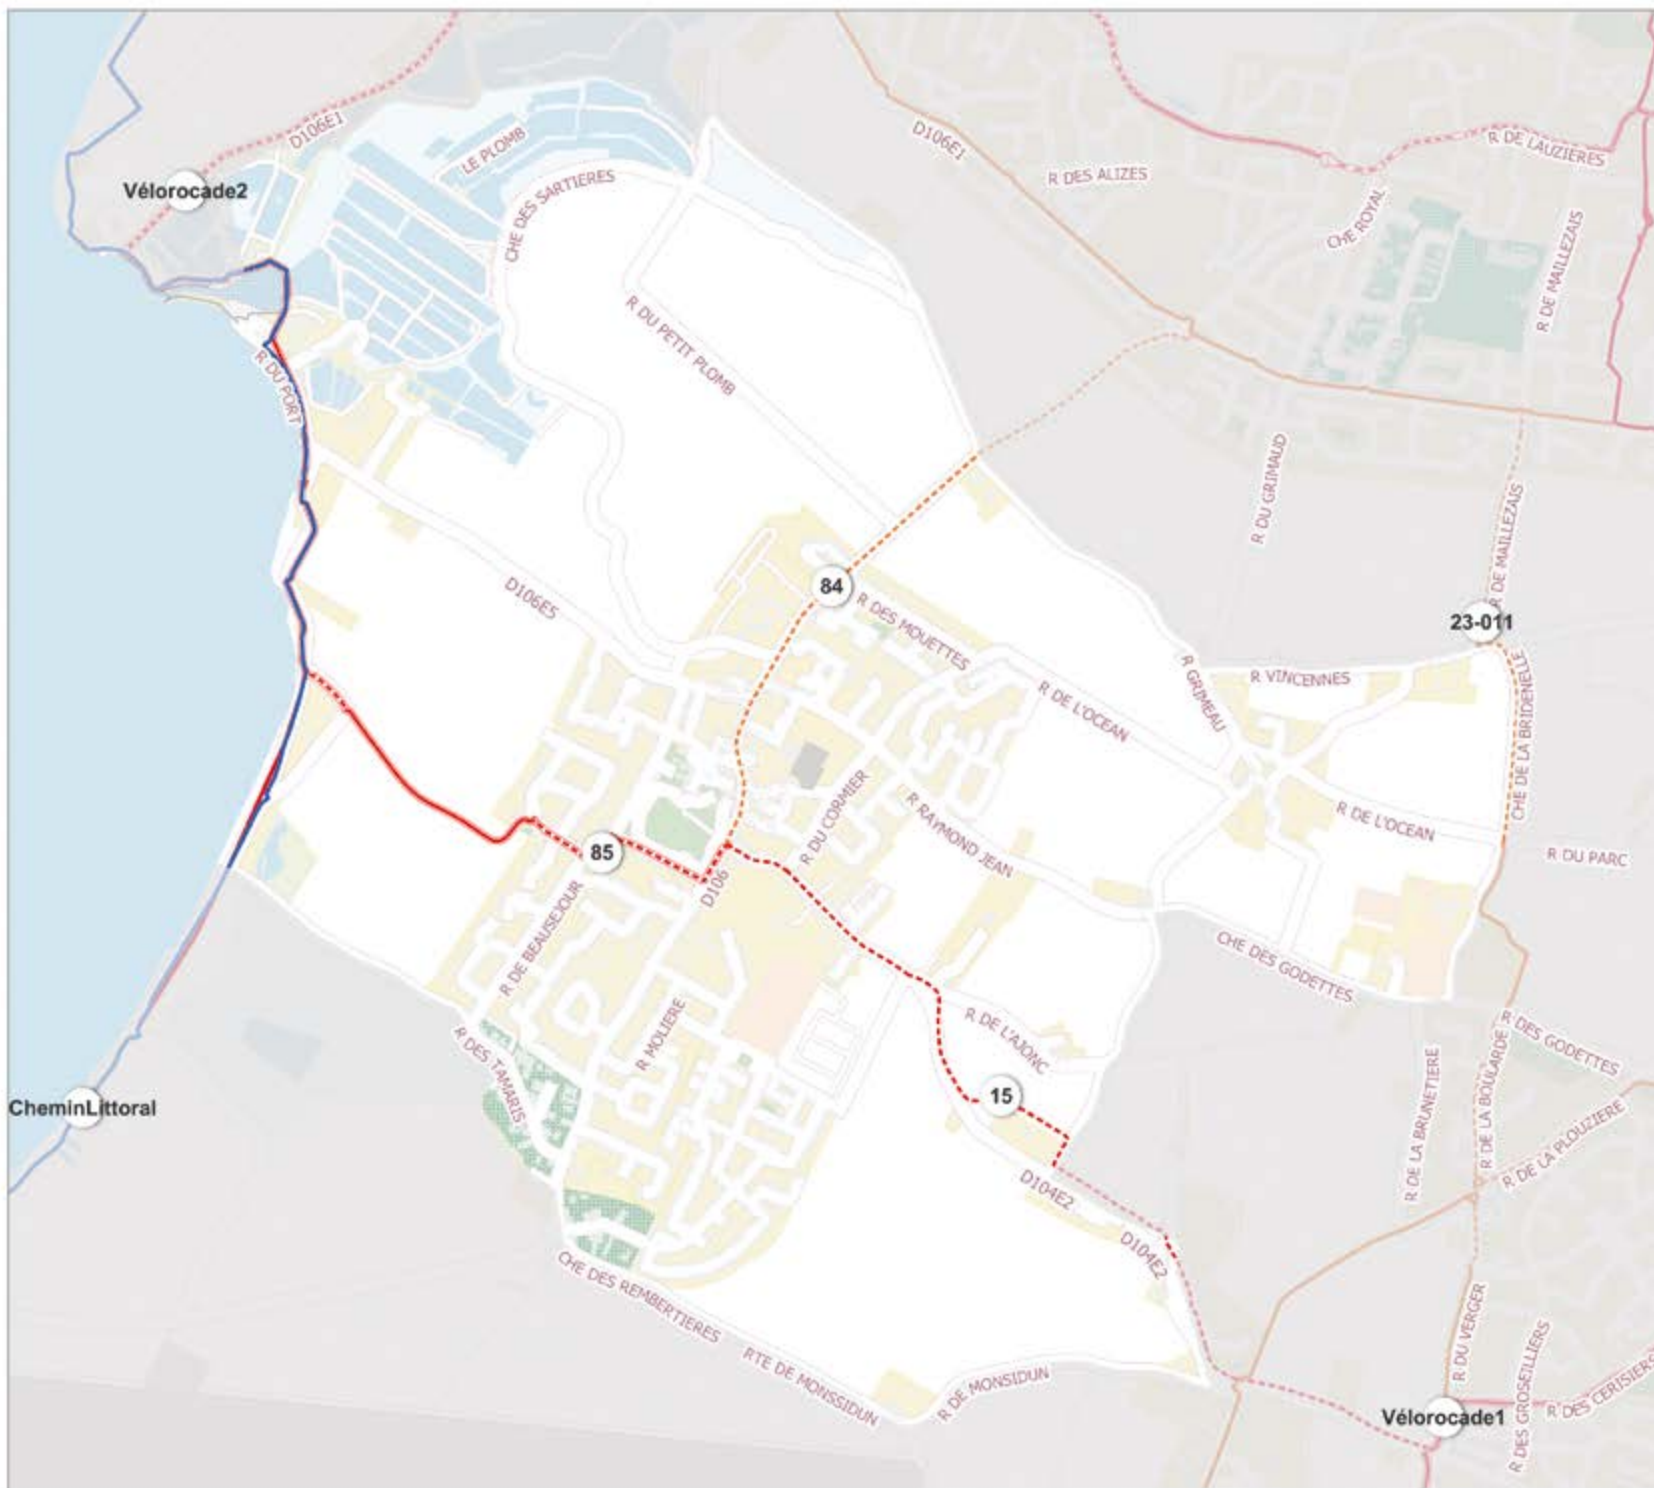 D106E1
LE PLOMB
D106E1
R DE LAUZIERES
Vélorocade2
CHE DES SARTIERES
R DES ALIZES
CHE ROYAL
R DE MAILLEZAIS
R DU PETIT PLOMB
R DU PORT
R DU GRIMAUD
R DE MAILLEZAIS
D106E5
84
R DES MOUETTES
23-011
R DE L'OCEAN
R GRIMEAU
R VINCENNES
CHE DE LA BRIDENELLE
R DU CORMIER
R RAYMOND JEAN
R DE L'OCEAN
85
D106
R DU PARC
R DE BEAUSEJOUR
CHE DES GODETTES
R MOLIERE
R DE L'AJONC
R DES GODETTES
R DES TAMARIS
15
CheminLittoral
R DE LA BRUNETIERE
R DE LA BOULARDE
R DE LA PLOUZIERE
D104E2
D104E2
CHE DES REMBERTIERES
RTE DE MONSSIDUN
R DE MONSIDUN
R DU VERGER
R DES GROSEILLIERS
R DES CERISIERS
Vélorocade1